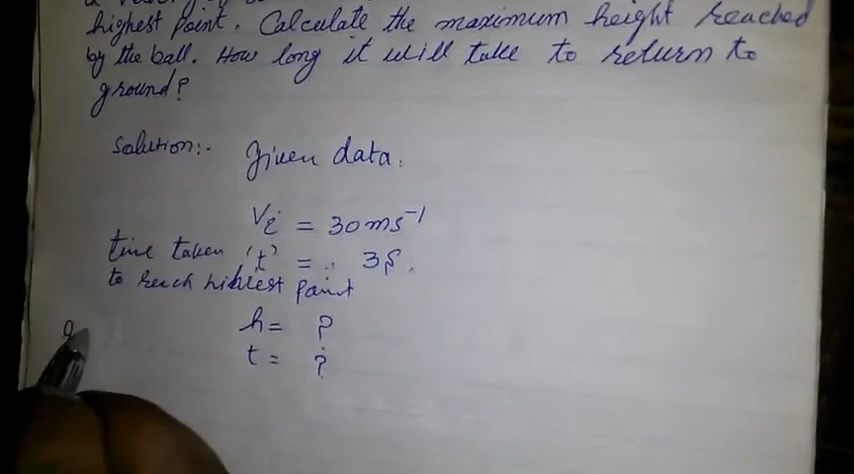 highest point. Calculate the maximum height reached
by the ball. How long it will take to return to
ground?
Solution:- Given data.
Vi = 30ms-1
time taken 't' = 3s.
to reach highest point
h= ?
t= ?